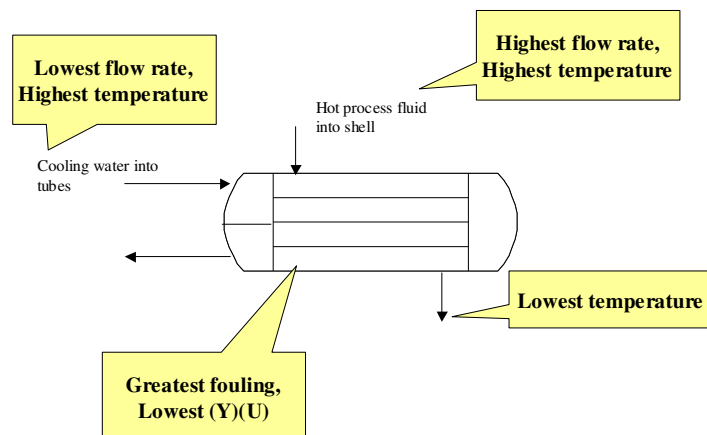 Highest flow rate,
Highest temperature
Lowest flow rate,
Highest temperature
Hot process fluid
into shell
Cooling water into
tubes
Lowest temperature
Greatest fouling,
Lowest (Y)(U)